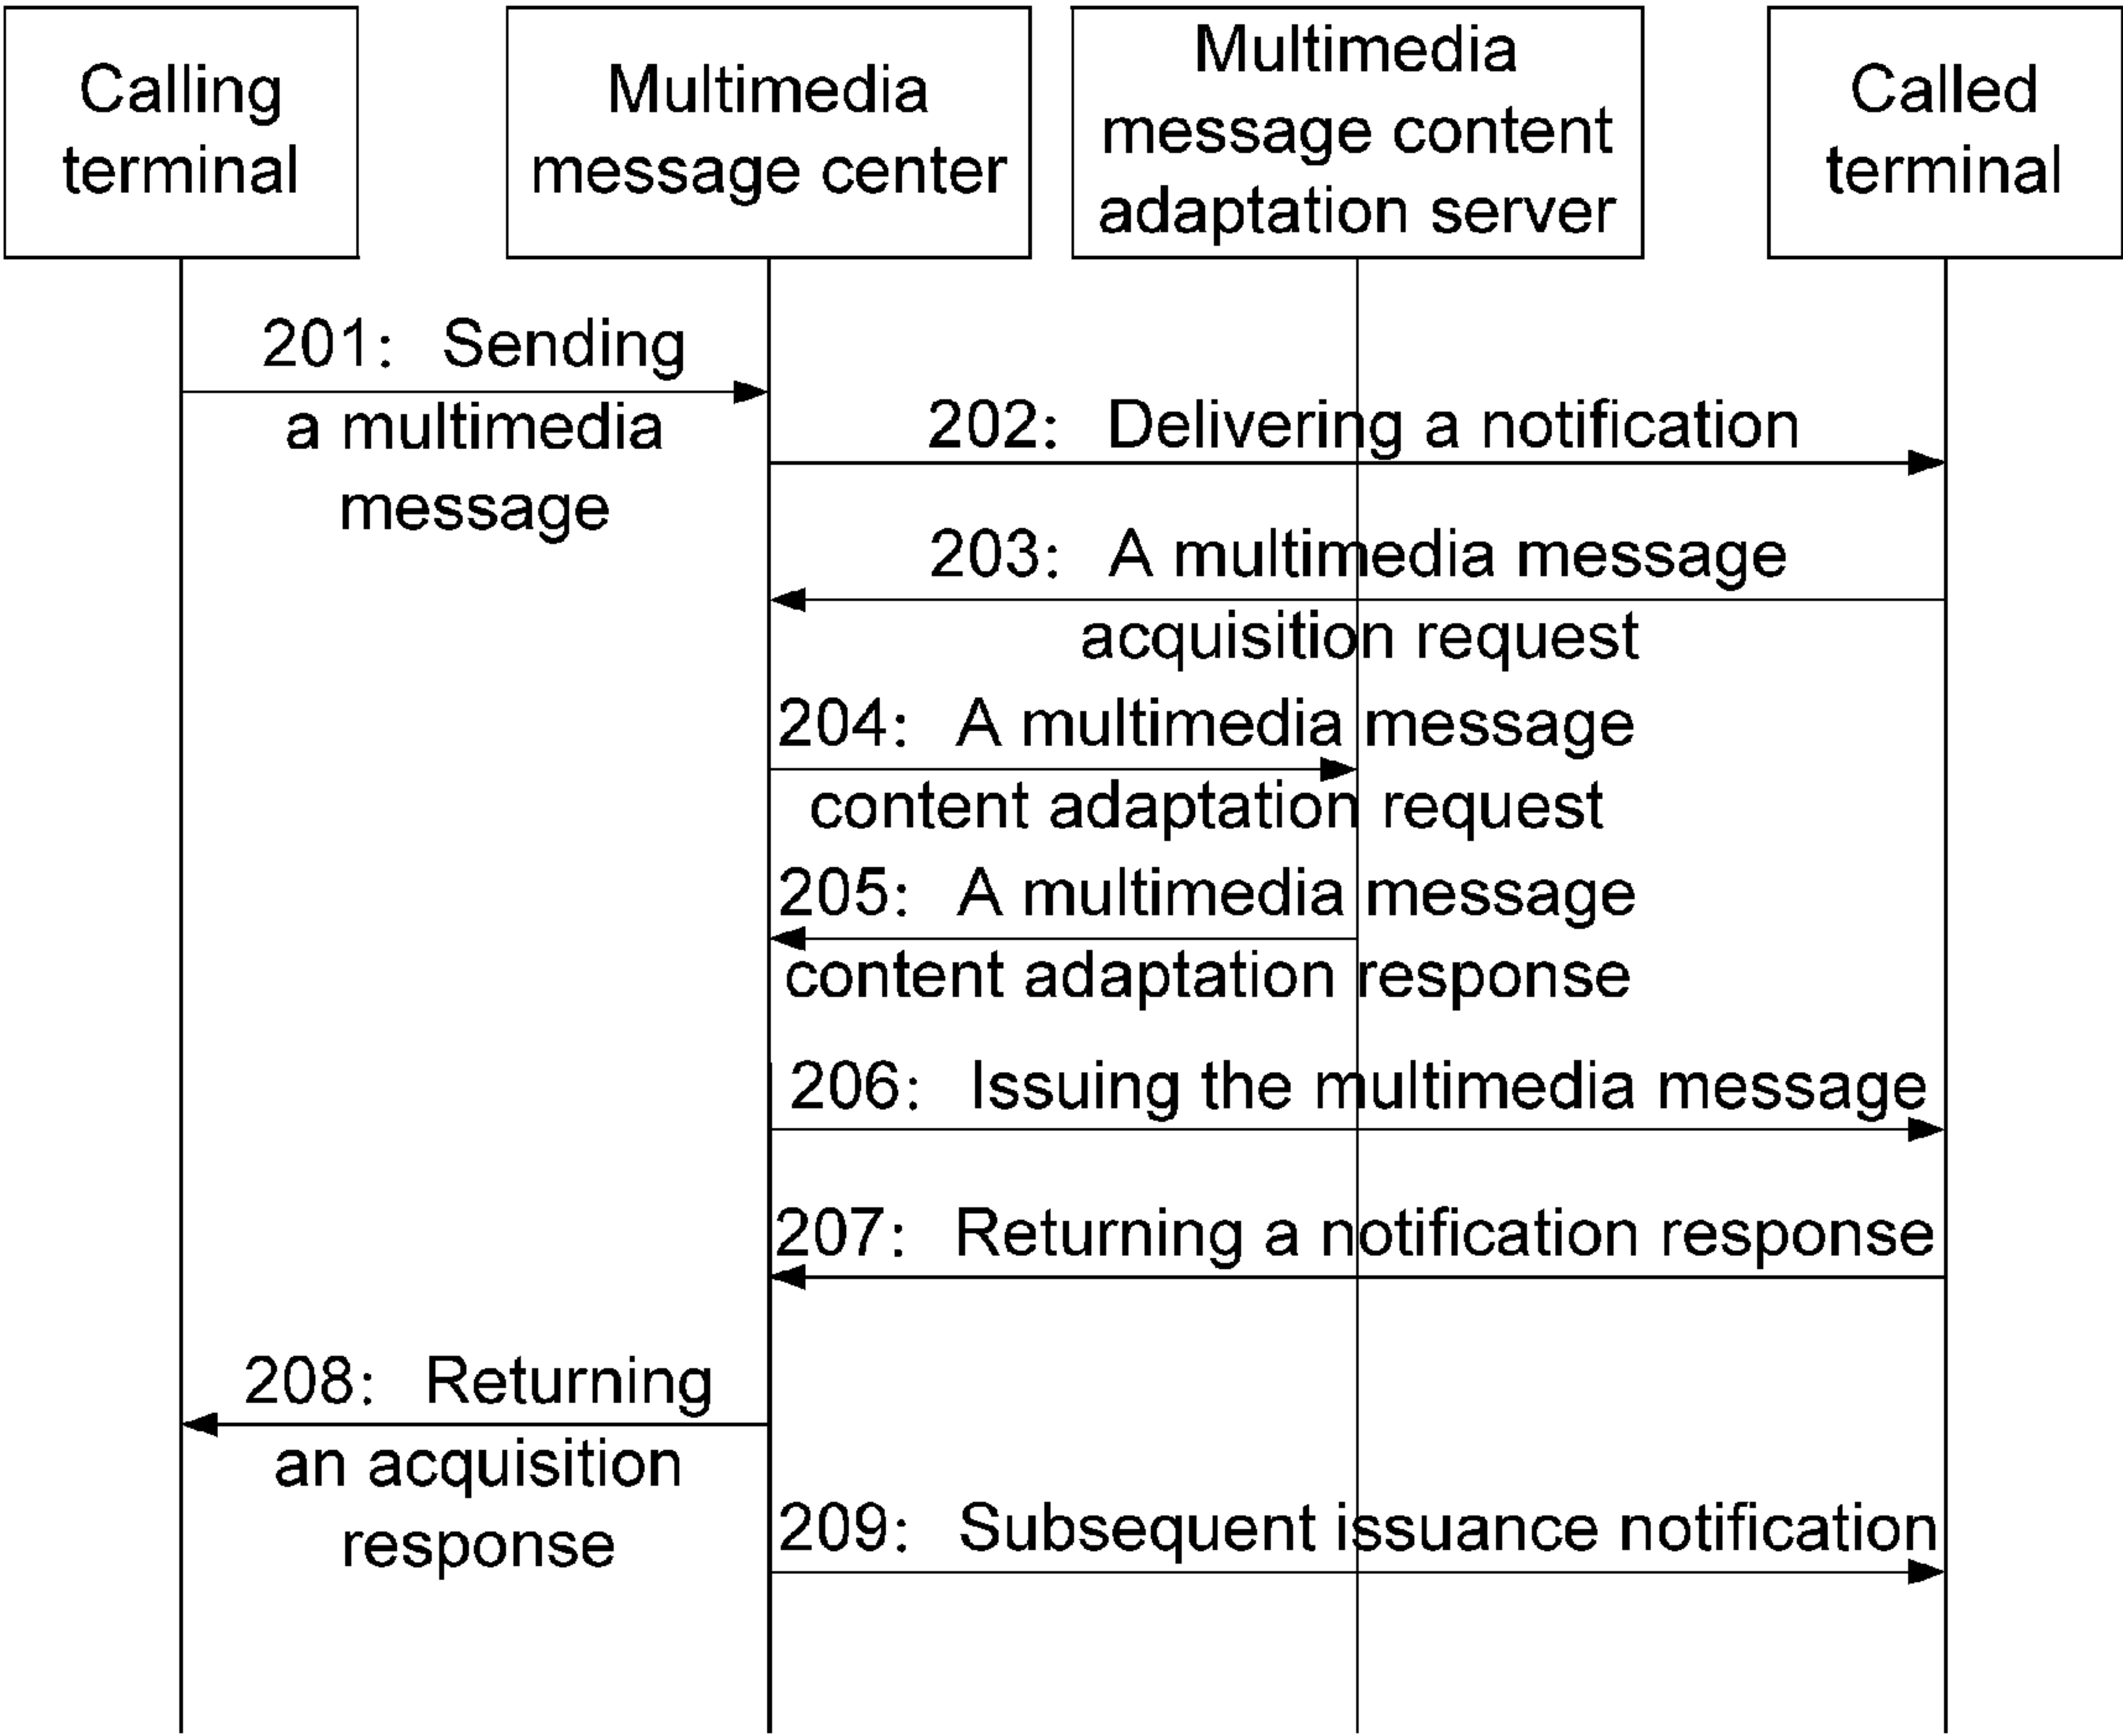 Calling
terminal
Multimedia
message center
Multimedia
message content
adaptation server
Called
terminal
201: Sending
a multimedia
message
202: Delivering a notification
203: A multimedia message
acquisition request
204: A multimedia message
content adaptation request
205: A multimedia message
content adaptation response
206: Issuing the multimedia message
207: Returning a notification response
208: Returning
an acquisition
response
209: Subsequent issuance notification